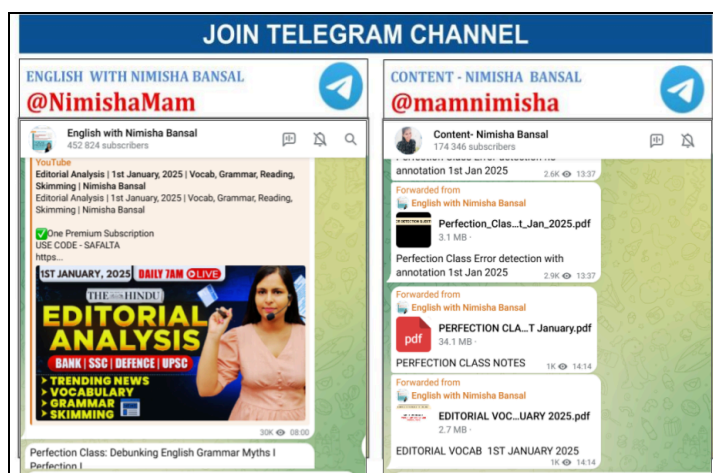 JOIN TELEGRAM CHANNEL
ENGLISH WITH NIMISHA BANSAL
@NimishaMam
English with Nimisha Bansal
452 824 subscribers
YouTube
Editorial Analysis | 1st January, 2025 | Vocab, Grammar, Reading,
Skimming | Nimisha Bansal
Editorial Analysis | 1st January, 2025 | Vocab, Grammar, Reading,
Skimming | Nimisha Bansal
✅One Premium Subscription
USE CODE - SAFALTA
https...
1ST JANUARY, 2025 DAILY 7AM LIVE
THE HINDU
EDITORIAL
ANALYSIS
BANK | SSC | DEFENCE | UPSC
> TRENDING NEWS
> VOCABULARY
> GRAMMAR
> SKIMMING
30K 08:00
Perfection Class: Debunking English Grammar Myths I
Perfection I
CONTENT - NIMISHA BANSAL
@mamnimisha
Content- Nimisha Bansal
174 346 subscribers
Perfection Class Error detection no
annotation 1st Jan 2025 2.6K 13:37
Forwarded from
English with Nimisha Bansal
Perfection_Clas...t_Jan_2025.pdf
3.1 MB ·
Perfection Class Error detection with
annotation 1st Jan 2025 2.9K 13:37
Forwarded from
English with Nimisha Bansal
pdf
PERFECTION CLA...T January.pdf
34.1 MB ·
PERFECTION CLASS NOTES 1K 14:14
Forwarded from
English with Nimisha Bansal
EDITORIAL VOC...UARY 2025.pdf
2.7 MB ·
EDITORIAL VOCAB 1ST JANUARY 2025
1K 14:14